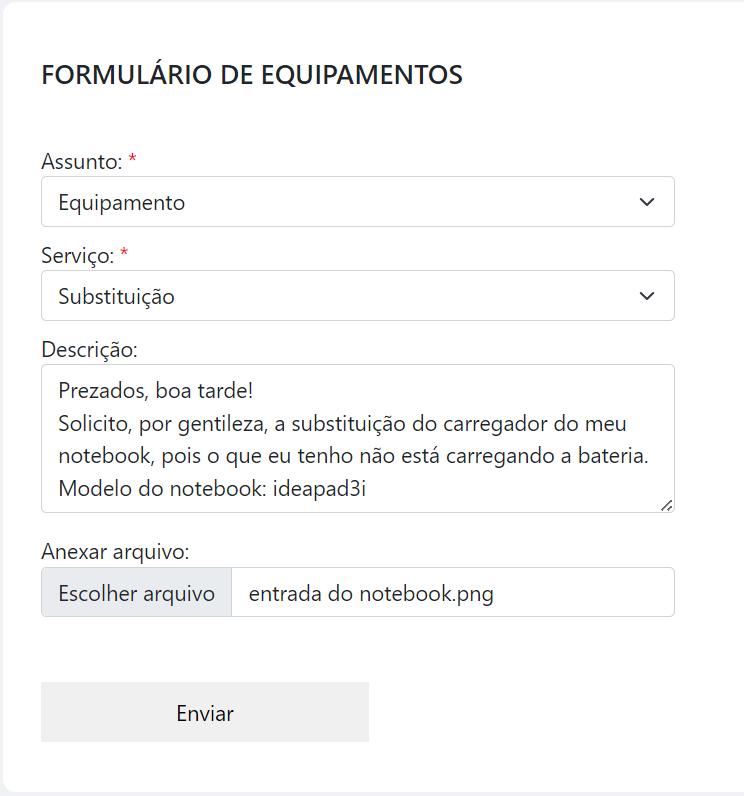 FORMULÁRIO DE EQUIPAMENTOS
Assunto: *
Equipamento
Serviço: *
Substituição
Descrição:
Prezados, boa tarde!
Solicito, por gentileza, a substituição do carregador do meu
notebook, pois o que eu tenho não está carregando a bateria.
Modelo do notebook: ideapad3i
Anexar arquivo:
Escolher arquivo entrada do notebook.png
Enviar